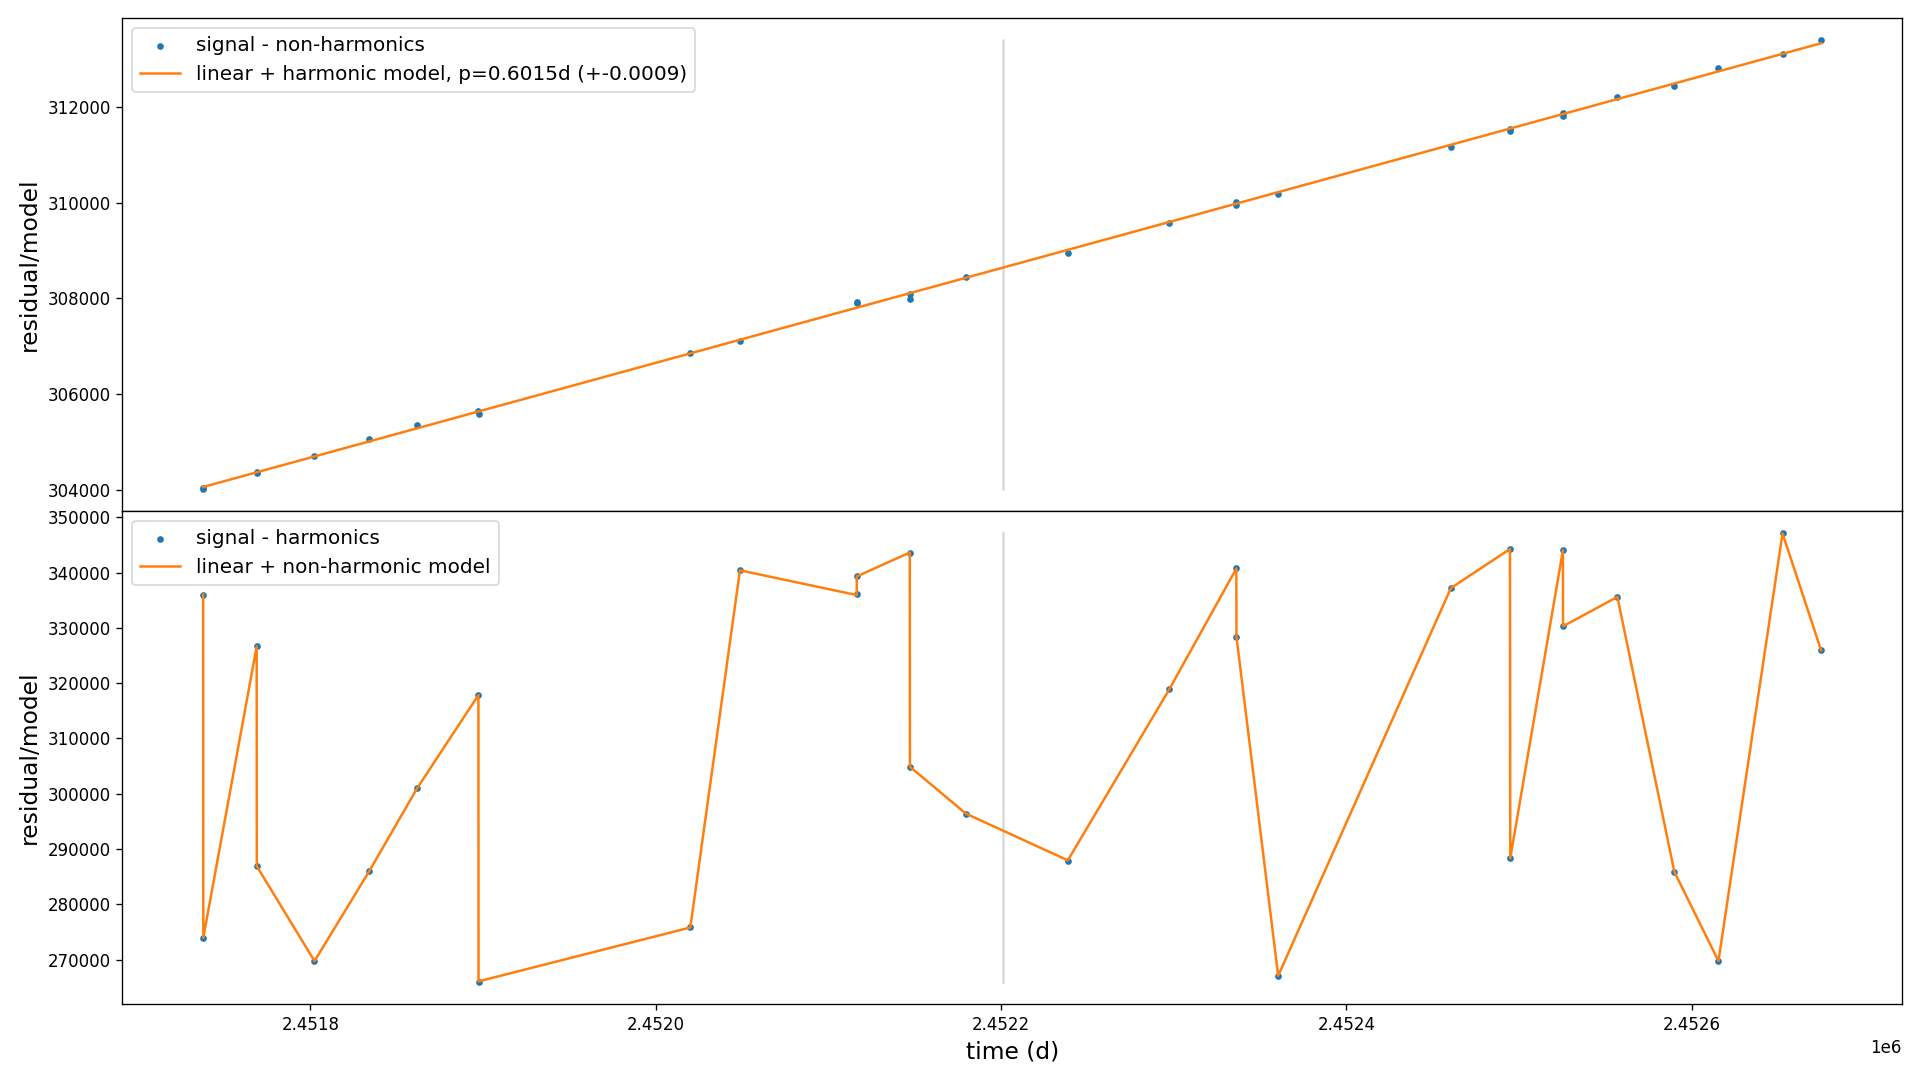 signal - non-harmonics
linear + harmonic model, p=0.6015d (+-0.0009)
312000
310000
308000
306000
304000
residual/model
signal - harmonics
linear + non-harmonic model
350000
340000
330000
320000
310000
300000
290000
280000
270000
residual/model
2.4518
2.4520
2.4522
2.4524
2.4526
1e6
time (d)